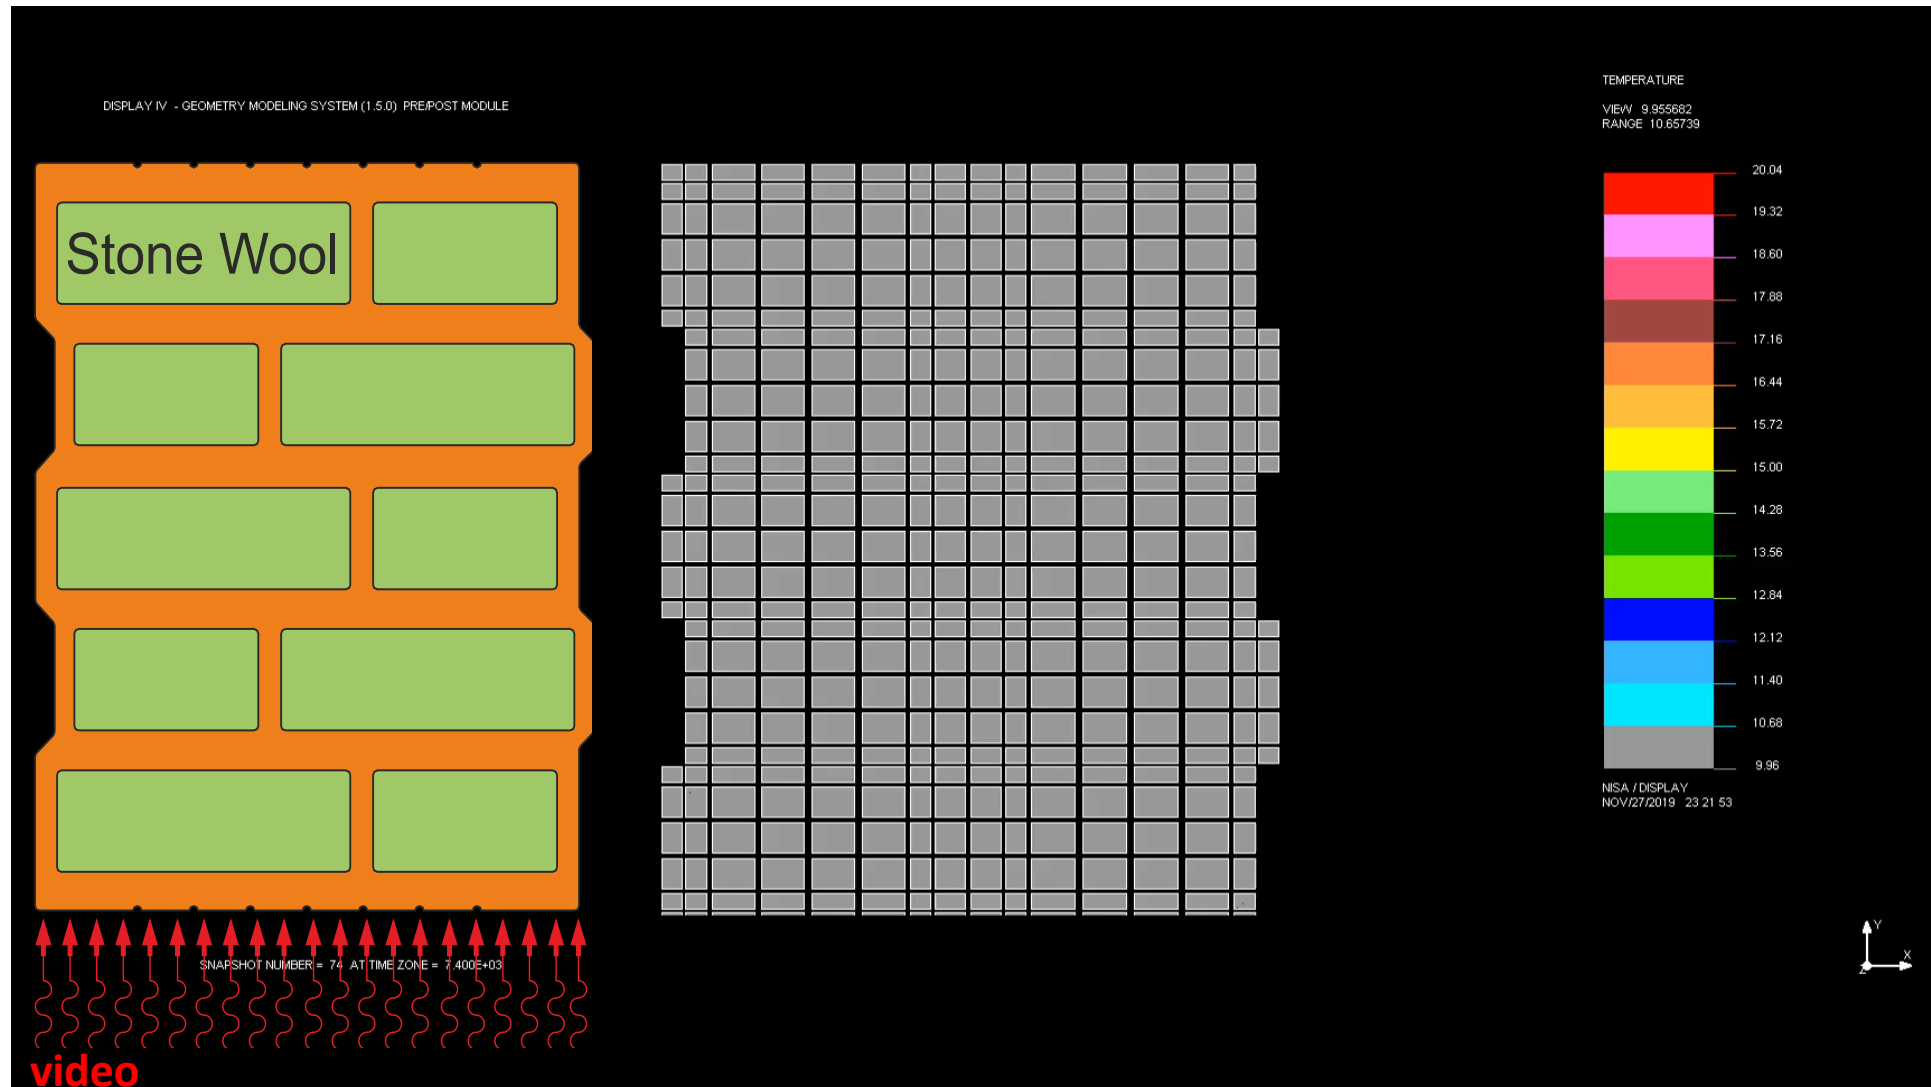 DISPLAY IV - GEOMETRY MODELING SYSTEM (1.5.0) PRE/POST MODULE
Stone Wool
SNAPSHOT NUMBER = 74 AT TIME ZONE = 7.400E+03
video
TEMPERATURE
VIEW 9.955682
RANGE 10.65739
20.04
19.32
18.60
17.88
17.16
16.44
15.72
15.00
14.28
13.56
12.84
12.12
11.40
10.68
9.96
NISA / DISPLAY
NOV/27/2019 23 21 53
Y
X
Z